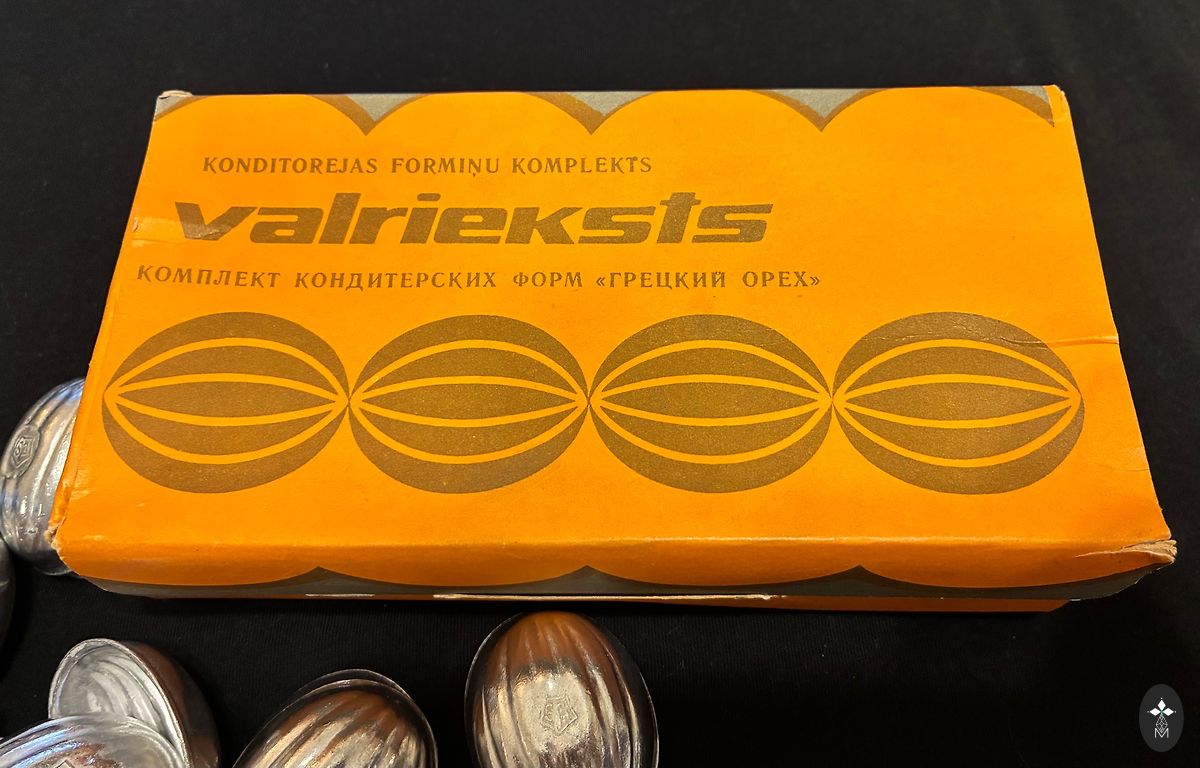 KONDITOREJAS FORMIŅU KOMPLEKTS
valrieksts
КОМПЛЕКТ КОНДИТЕРСКИХ ФОРМ «ГРЕЦКИЙ ОРЕХ»
M